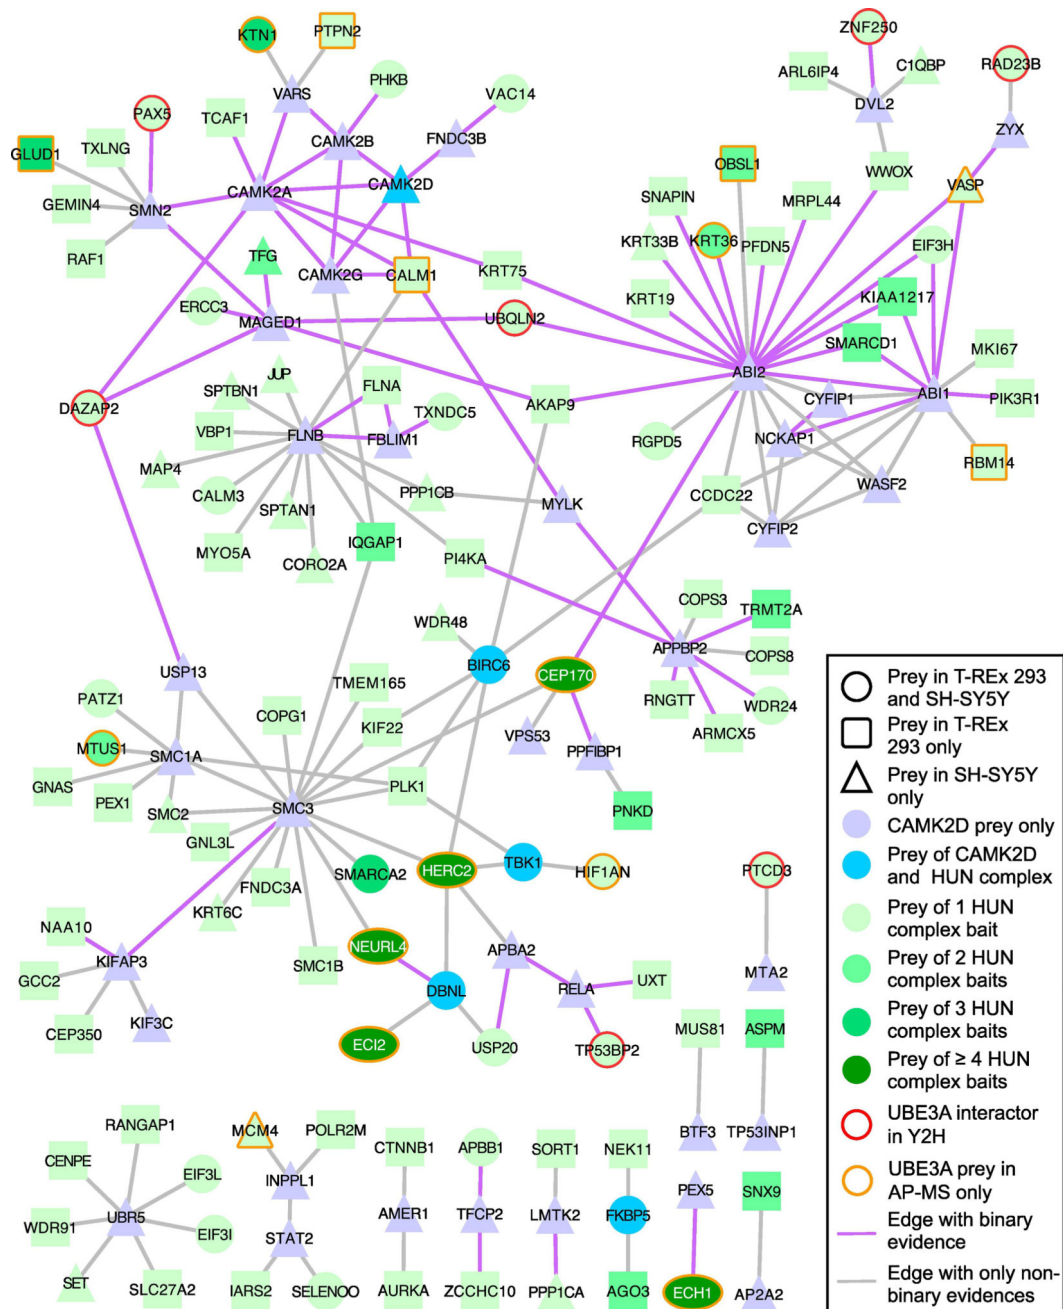 ZNF250
KTN1
PTPN2
ARL6IP4
C1QBP
RAD23B
PHKB
VARS
VAC14
DVL2
PAX5
TCAF1
CAMK2B
FNDC3B
ZYX
GLUD1
TXLNG
OBSL1
WWOX
CAMK2A
CAMK2D
SNAPIN
MRPL44
VASP
GEMIN4
SMN2
KRT33B
KRT36
PFDN5
EIF3H
RAF1
TFG
CAMK2G
CALM1
KRT75
KRT19
KIAA1217
ERCC3
MAGED1
UBQLN2
SMARCD1
MKI67
JUP
ABI2
SPTBN1
FLNA
CYFIP1
ABI1
DAZAP2
TXNDC5
AKAP9
PIK3R1
VBP1
FLNB
FBLIM1
RGPD5
NCKAP1
RBM14
MAP4
PPP1CB
CCDC22
WASF2
CALM3
SPTAN1
MYLK
CYFIP2
MYO5A
IQGAP1
CORO2A
PI4KA
COPS3
TRMT2A
WDR48
BIRC6
APPBP2
COPS8
USP13
CEP170
PATZ1
TMEM165
RNGTT
WDR24
COPG1
KIF22
ARMCX5
MTUS1
SMC1A
VPS53
PPFIBP1
GNAS
PLK1
PEX1
SMC2
SMC3
PNKD
GNL3L
SMARCA2
HERC2
TBK1
HIF1AN
PTCD3
FNDC3A
KRT6C
NAA10
NEURL4
APBA2
GCC2
KIFAP3
SMC1B
MTA2
DBNL
RELA
UXT
CEP350
KIF3C
MUS81
ASPM
ECI2
USP20
TP53BP2
RANGAP1
MCM4
POLR2M
CTNNB1
APBB1
SORT1
NEK11
BTF3
TP53INP1
CENPE
EIF3L
INPPL1
PEX5
SNX9
WDR91
UBR5
EIF3I
STAT2
AMER1
TFCP2
LMTK2
FKBP5
SET
SLC27A2
IARS2
SELENOO
AURKA
ZCCHC10
PPP1CA
AGO3
ECH1
AP2A2
Prey in T-REx 293
and SH-SY5Y
Prey in T-REx
293 only
Prey in SH-SY5Y
only
CAMK2D prey only
Prey of CAMK2D
and HUN complex
Prey of 1 HUN
complex bait
Prey of 2 HUN
complex baits
Prey of 3 HUN
complex baits
Prey of ≥ 4 HUN
complex baits
UBE3A interactor
in Y2H
UBE3A prey in
AP-MS only
Edge with binary
evidence
Edge with only non-
binary evidences